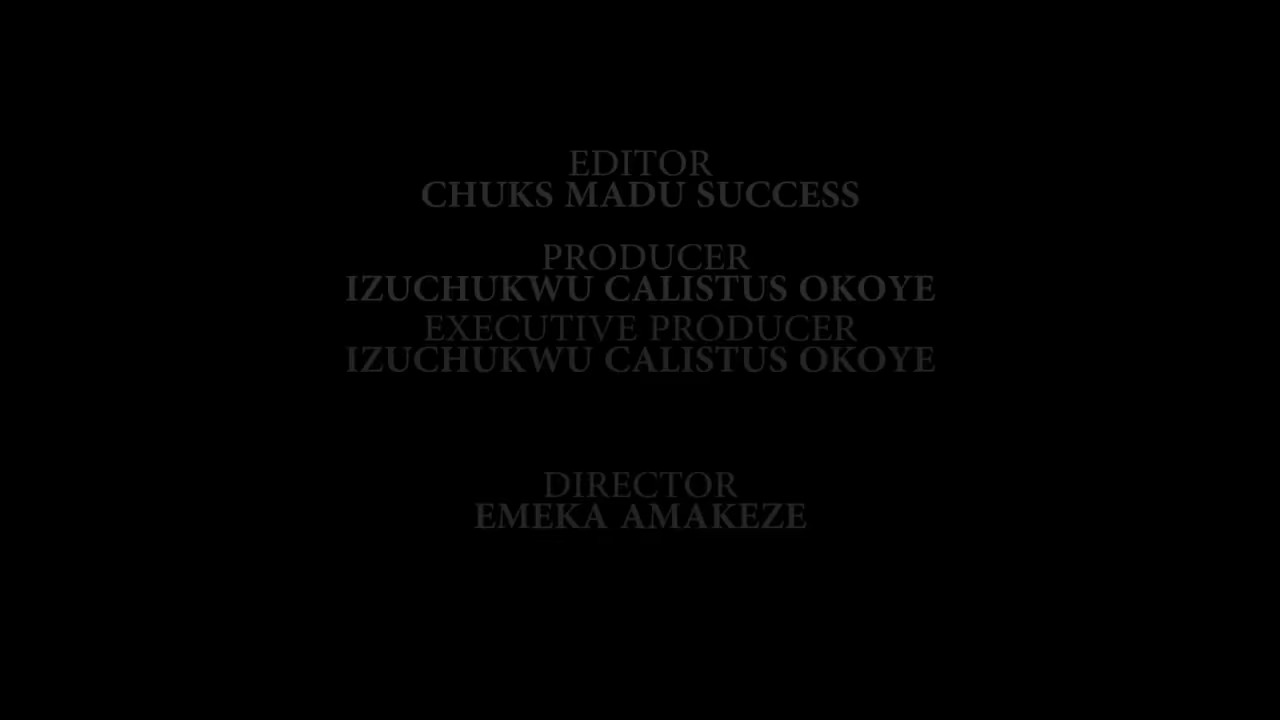 EDITOR
CHUKS MADU SUCCESS
PRODUCER
IZUCHUKWU CALISTUS OKOYE
EXECUTIVE PRODUCER
IZUCHUKWU CALISTUS OKOYE
DIRECTOR
EMEKA AMAKEZE